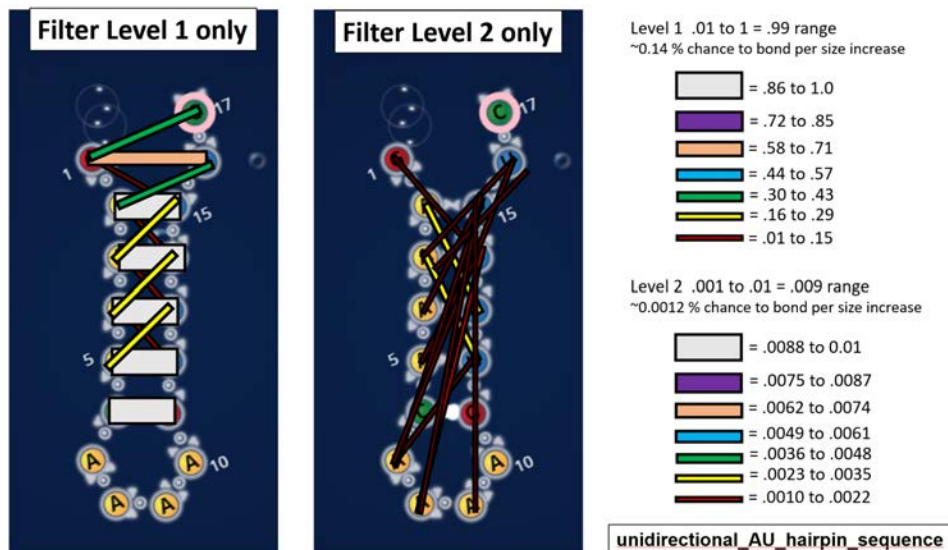 Filter Level 1 only
17
1
15
5
A
A
10
A
A
Filter Level 2 only
C
17
1
15
A
5
C
A
10
A
A
Level 1 .01 to 1 = .99 range
~0.14 % chance to bond per size increase
= .86 to 1.0
= .72 to .85
= .58 to .71
= .44 to .57
= .30 to .43
= .16 to .29
= .01 to .15
Level 2 .001 to .01 = .009 range
~0.0012 % chance to bond per size increase
= .0088 to 0.01
= .0075 to .0087
= .0062 to .0074
= .0049 to .0061
= .0036 to .0048
= .0023 to .0035
= .0010 to .0022
unidirectional_AU_hairpin_sequence